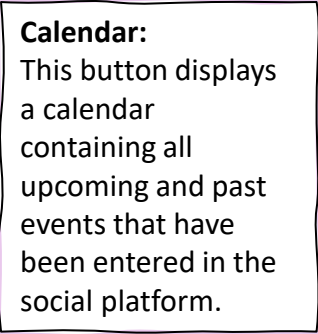 Calendar:
This button displays
a calendar
containing all
upcoming and past
events that have
been entered in the
social platform.